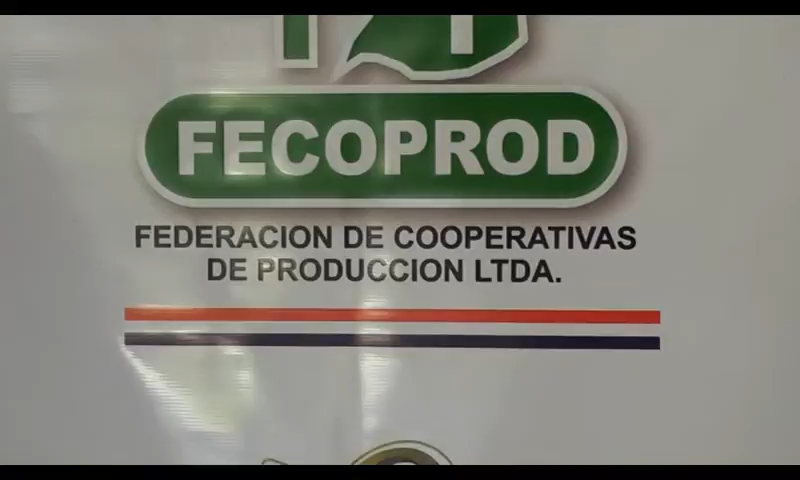 FECOPROD
FEDERACION DE COOPERATIVAS
DE PRODUCCION LTDA.